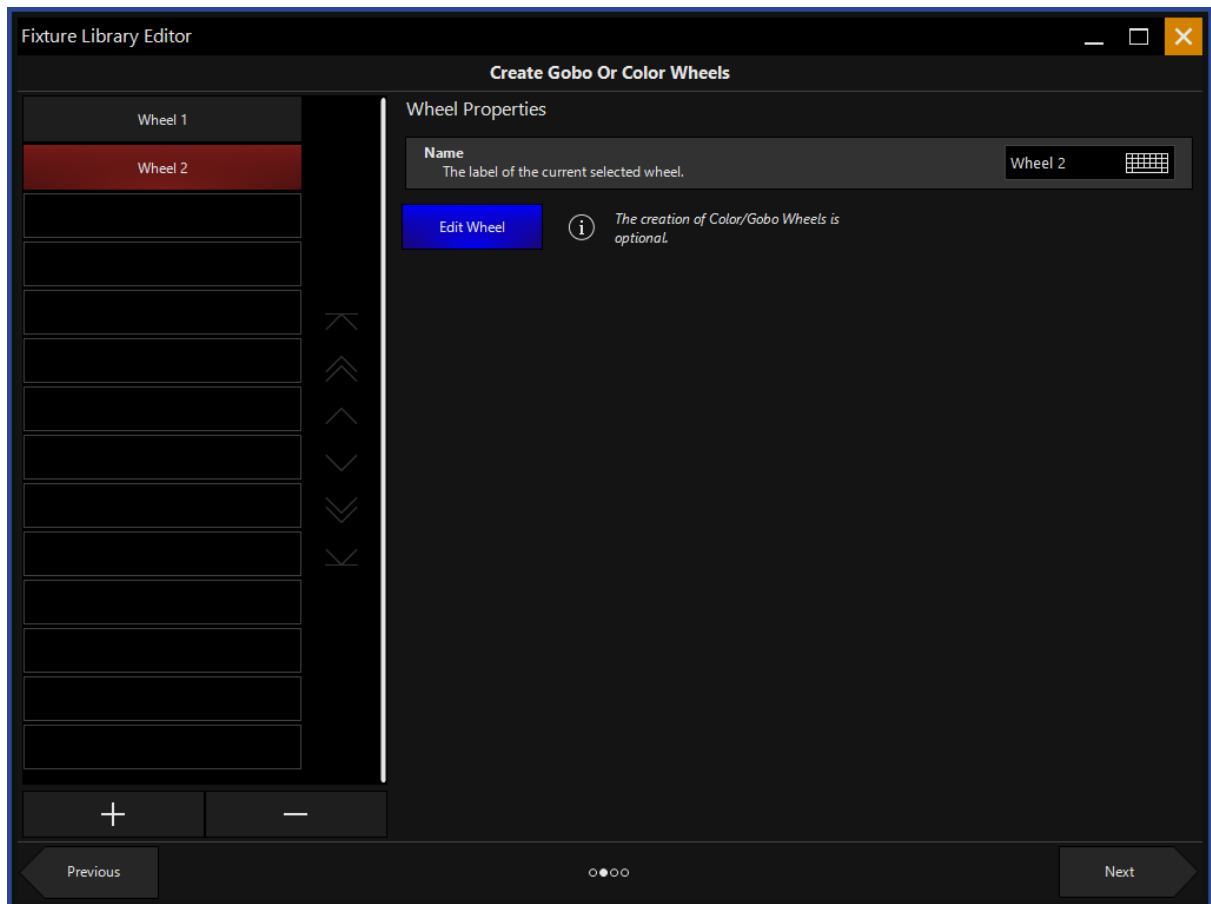 Fixture Library Editor
Create Gobo Or Color Wheels
Wheel 1
Wheel 2
Wheel Properties
Name
The label of the current selected wheel.
Wheel 2
Edit Wheel
The creation of Color/Gobo Wheels is
optional.
Previous
Next